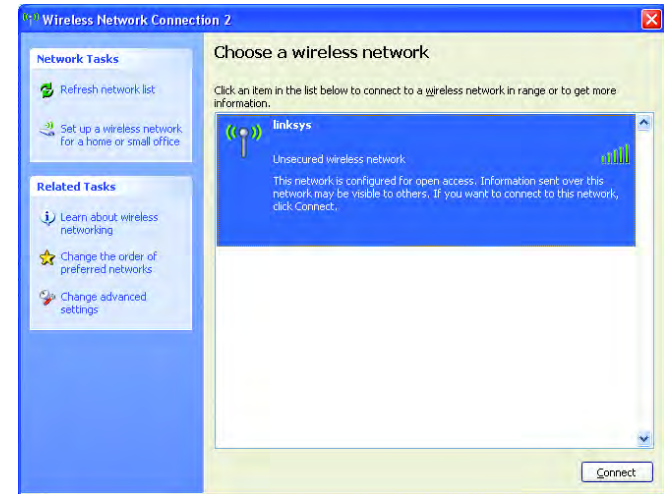 Wireless Network Connection 2
Network Tasks
Refresh network list
Set up a wireless network
for a home or small office
Related Tasks
Learn about wireless
networking
Change the order of
preferred networks
Change advanced
settings
Choose a wireless network
Click an item in the list below to connect to a wireless network in range or to get more
information.
linksys
Unsecured wireless network
This network is configured for open access. Information sent over this
network may be visible to others. If you want to connect to this network,
click Connect.
Connect